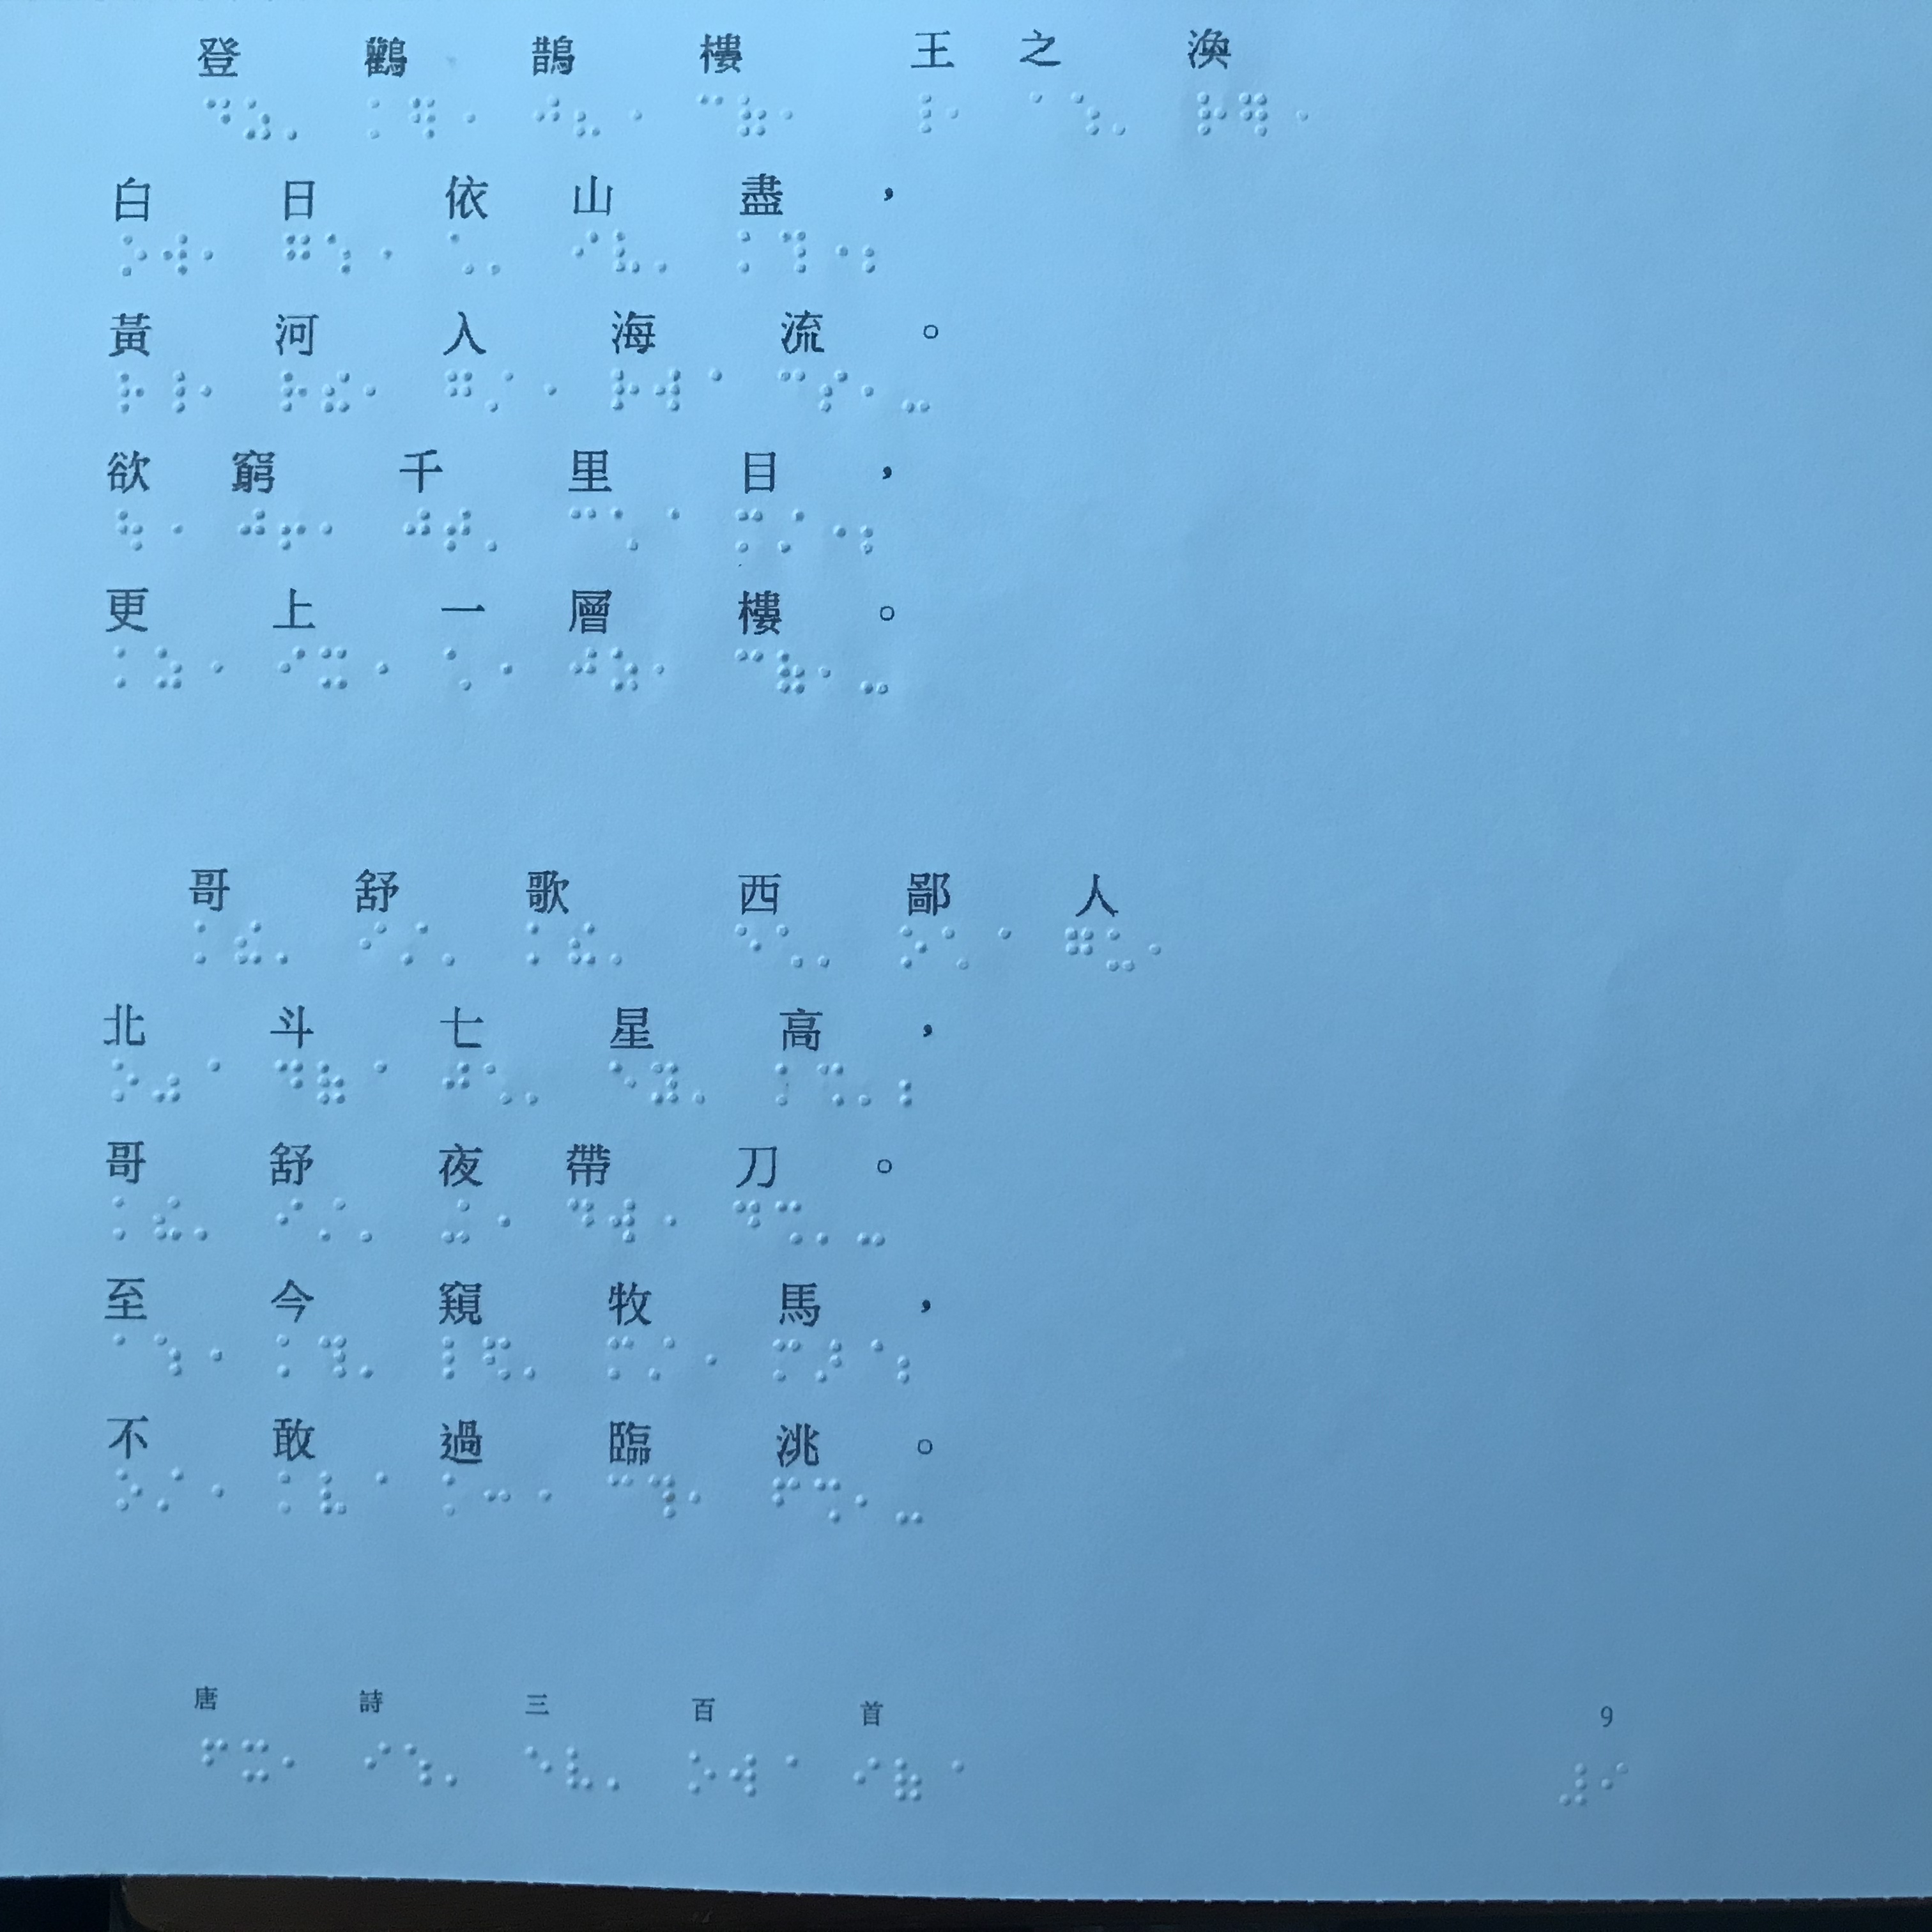 登鸛鵲樓 王之渙
白日依山盡，
黃河入海流。
欲窮千里目，
更上一層樓。
哥舒歌 西鄙人
北斗七星高，
哥舒夜帶刀。
至今窺牧馬，
不敢過臨洮。
唐詩三百首 9